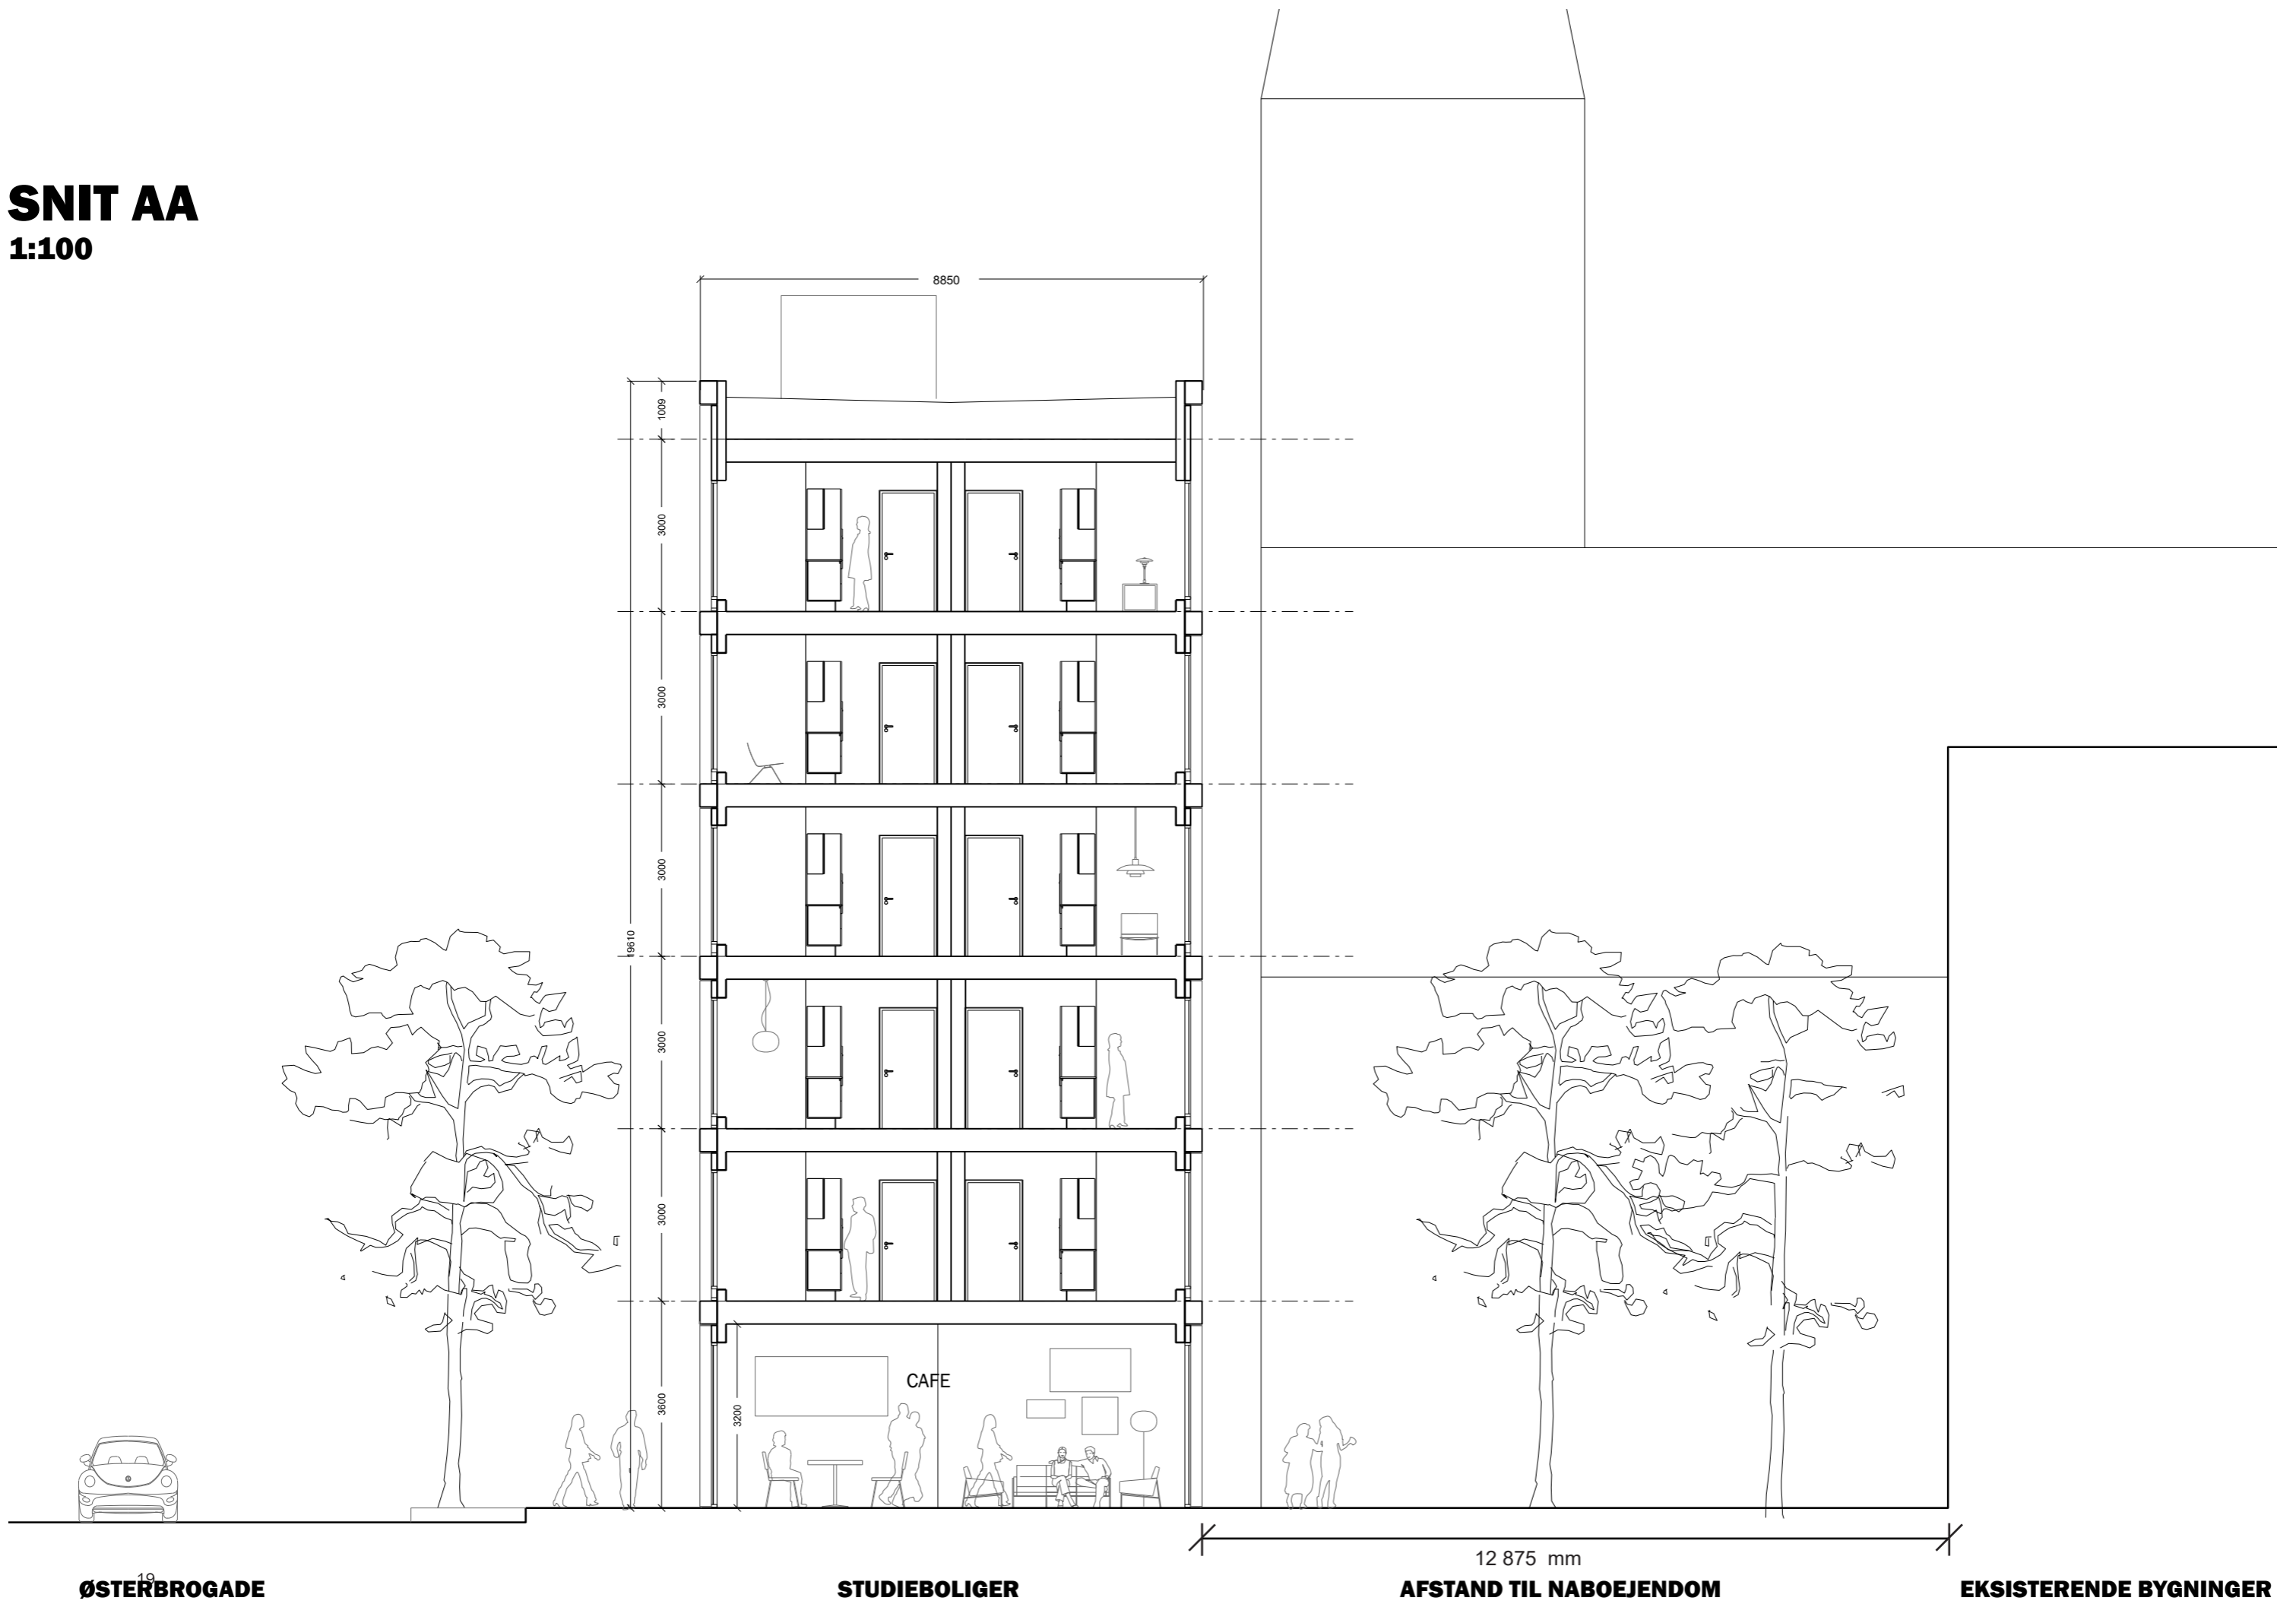 SNIT AA
1:100
8850
1009
3000
3000
3000
19610
3000
3000
3600
3200
CAFE
12 875 mm
19
ØSTERBROGADE
STUDIEBOLIGER
AFSTAND TIL NABOEJENDOM
EKSISTERENDE BYGNINGER